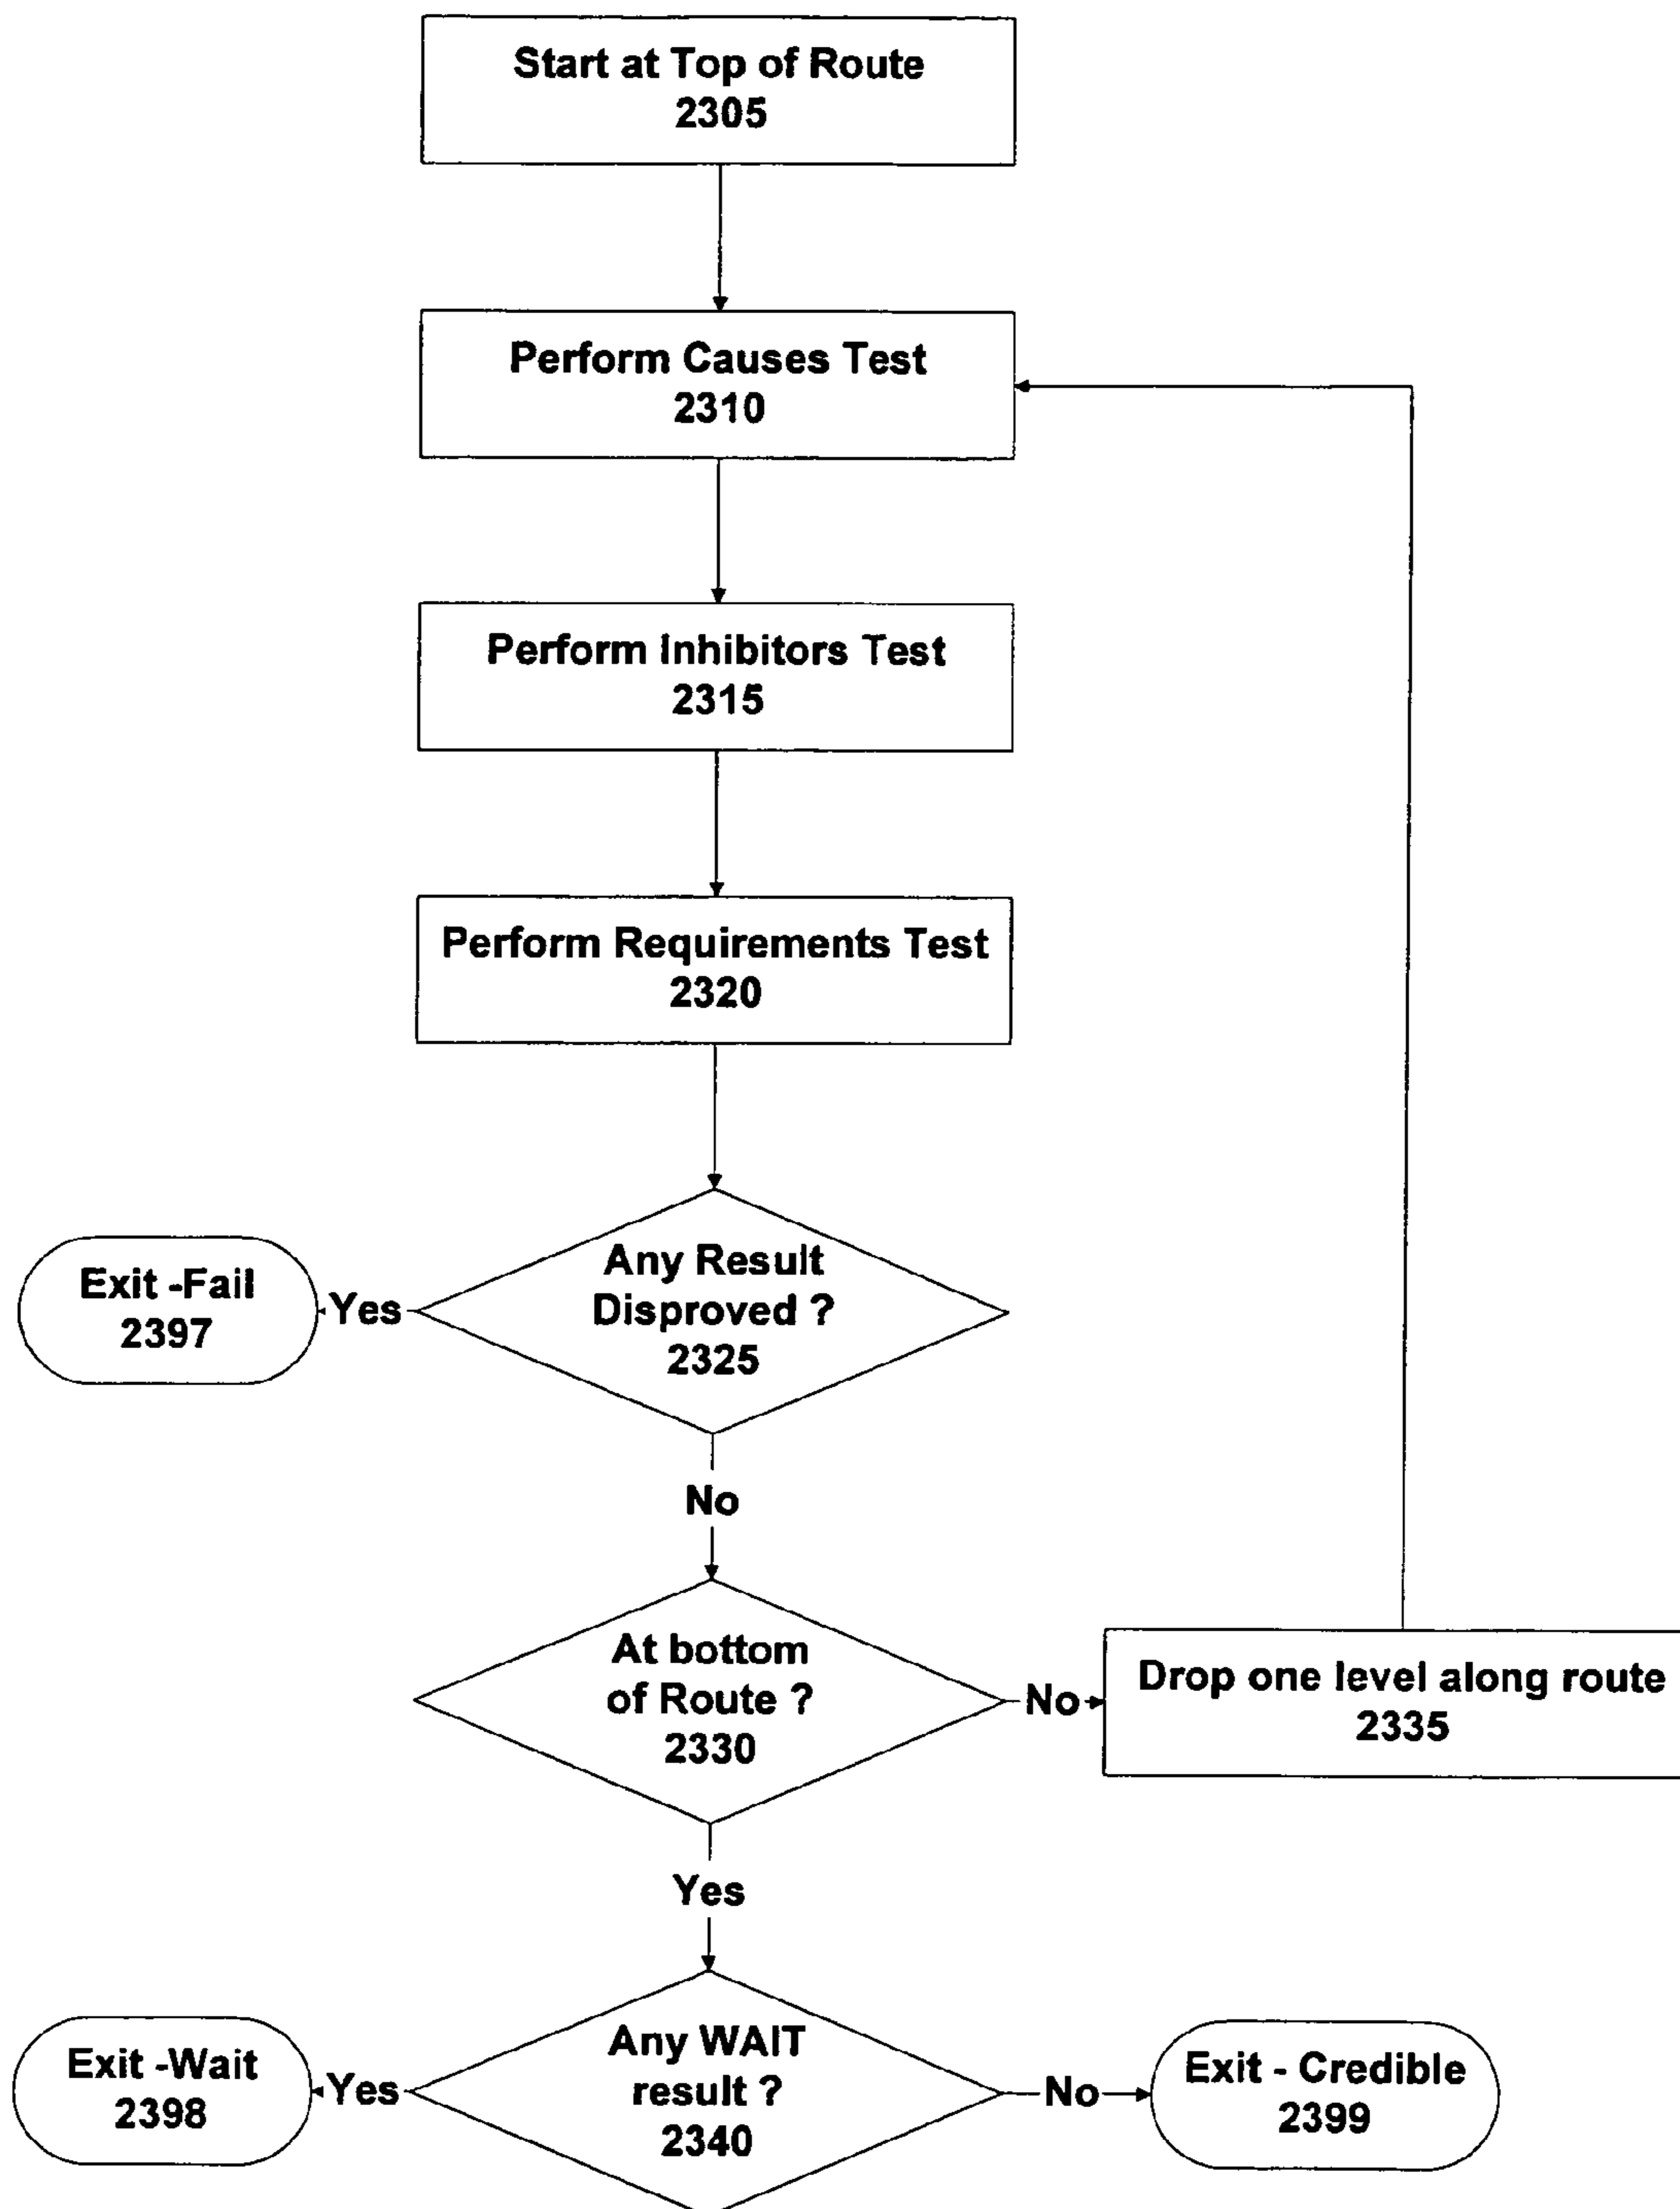 Start at Top of Route
2305
Perform Causes Test
2310
Perform Inhibitors Test
2315
Perform Requirements Test
2320
Any Result
Disproved ?
2325
Exit -Fail
2397
Yes
No
At bottom
of Route ?
2330
No
Drop one level along route
2335
Yes
Any WAIT
result ?
2340
Exit -Wait
2398
Yes
No
Exit - Credible
2399